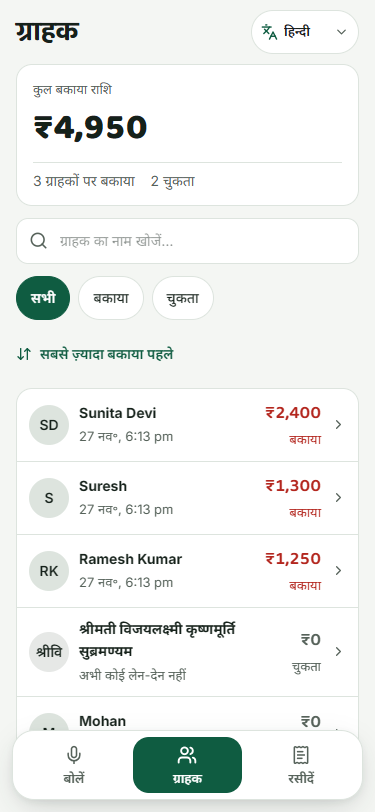 ग्राहक
हिन्दी
कुल बकाया राशि
₹4,950
3 ग्राहकों पर बकाया 2 चुकता
ग्राहक का नाम खोजें...
सभी बकाया चुकता
सबसे ज़्यादा बकाया पहले
SD Sunita Devi ₹2,400
27 नव॰, 6:13 pm बकाया
S Suresh ₹1,300
27 नव॰, 6:13 pm बकाया
RK Ramesh Kumar ₹1,250
27 नव॰, 6:13 pm बकाया
श्रीवि श्रीमती विजयलक्ष्मी कृष्णमूर्ति ₹0
सुब्रमण्यम
अभी कोई लेन-देन नहीं चुकता
Mohan ₹0
बोलें ग्राहक रसीदें